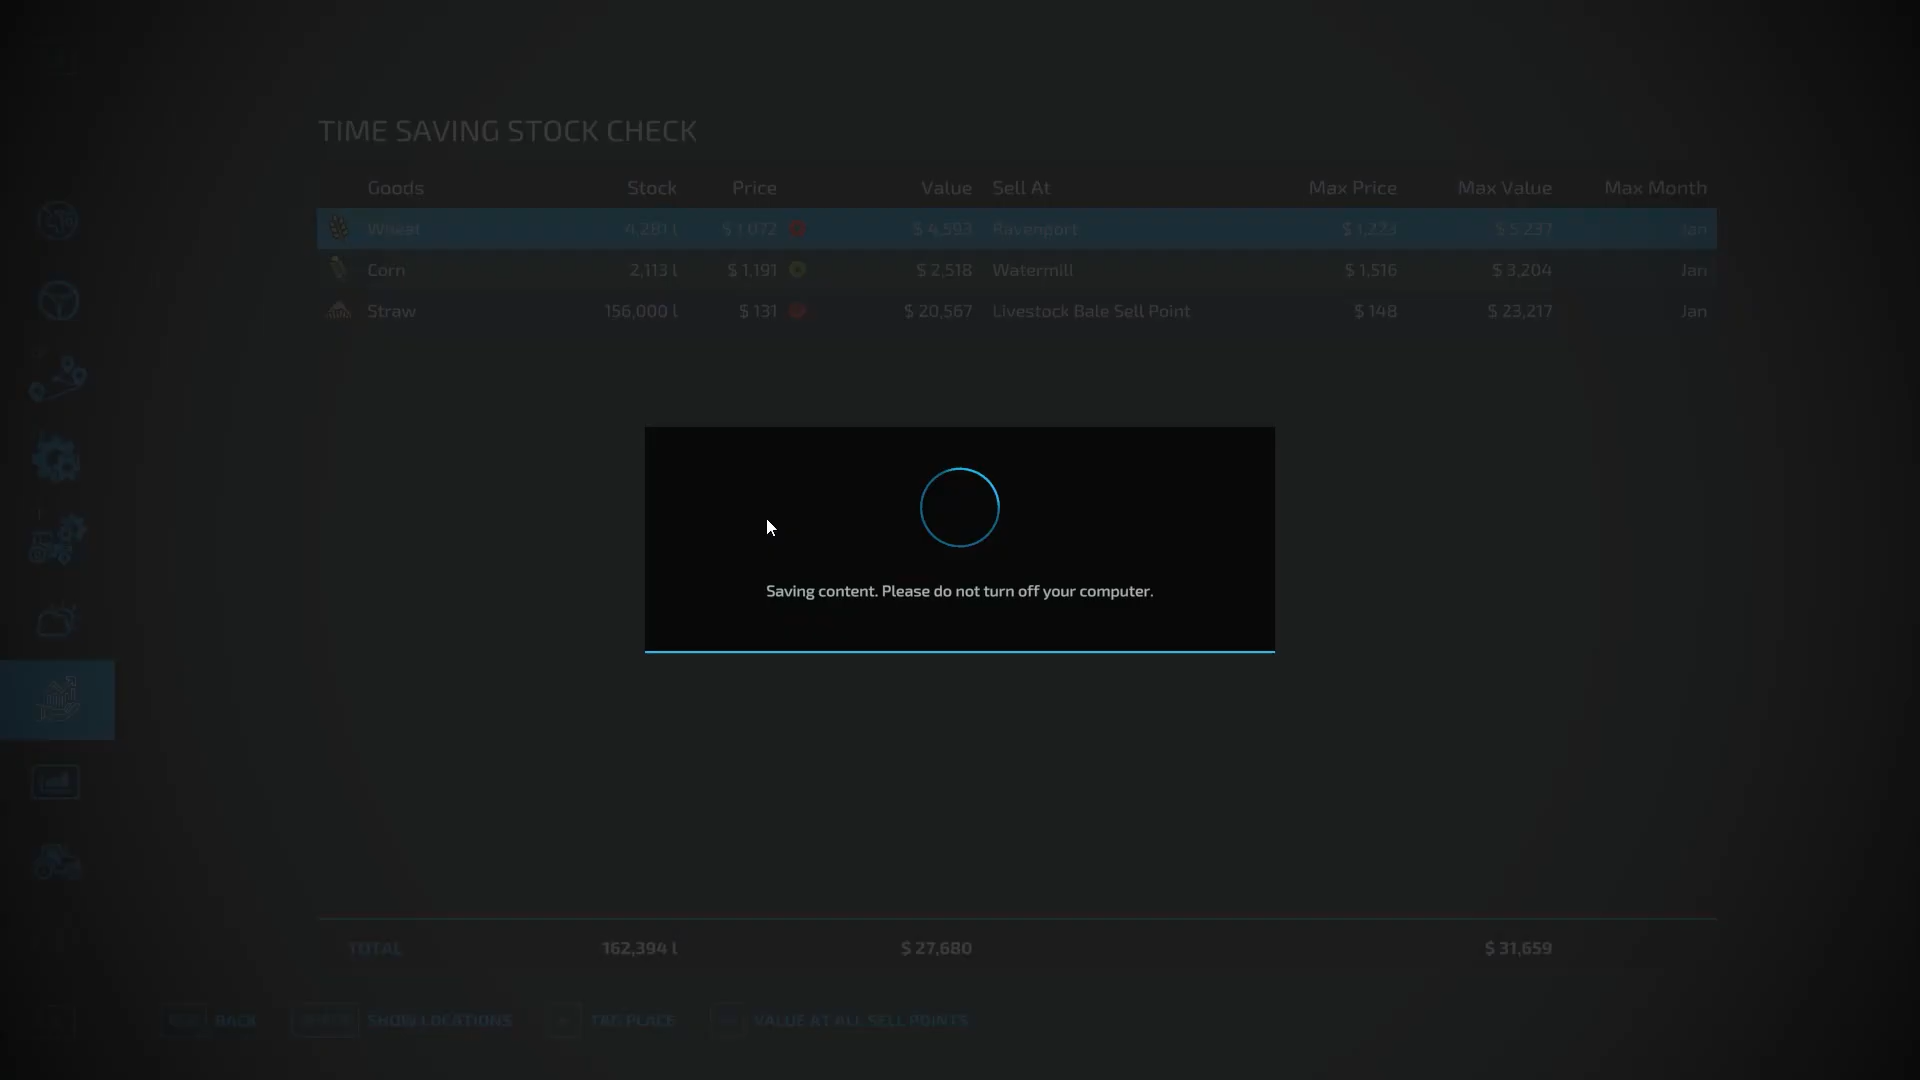 TIME SAVING STOCK CHECK
Goods Stock Price Value Sell At Max Price Max Value Max Month
Wheat 4,281 l $ 1,072 $ 4,593 Ravenport $ 1,223 $ 5,237 Jan
Corn 2,113 l $ 1,191 $ 2,518 Watermill $ 1,516 $ 3,204 Jan
Straw 156,000 l $ 131 $ 20,567 Livestock Bale Sell Point $ 148 $ 23,217 Jan
Saving content. Please do not turn off your computer.
TOTAL 162,394 l $ 27,680 $ 31,659
BACK SHOW LOCATIONS TAG PLACE VALUE AT ALL SELL POINTS